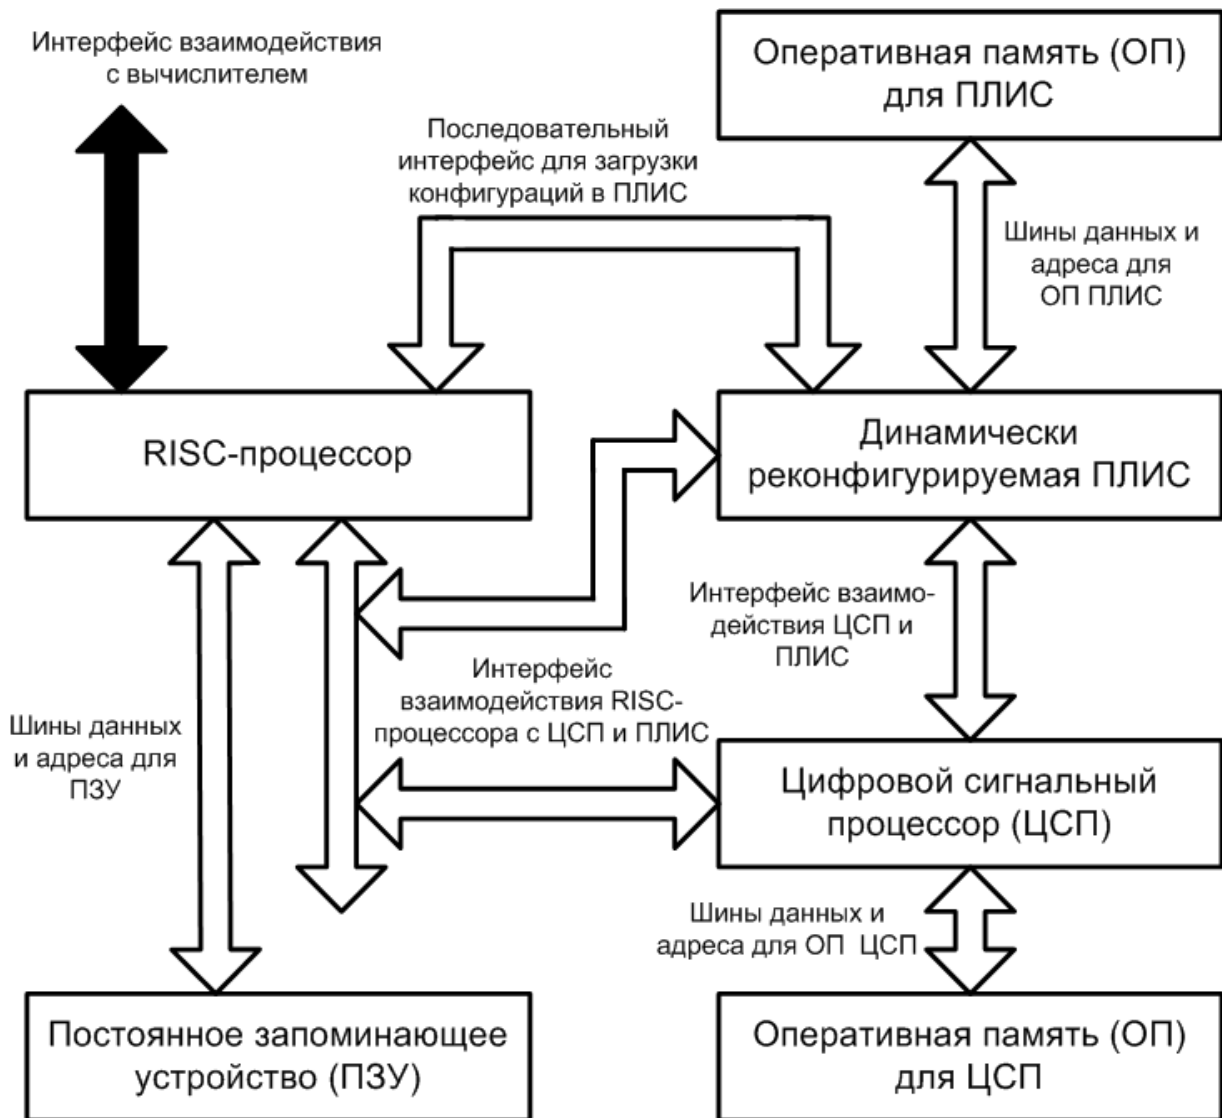 Интерфейс взаимодействия
с вычислителем
Оперативная память (ОП)
для ПЛИС
Последовательный
интерфейс для загрузки
конфигураций в ПЛИС
Шины данных и
адреса для
ОП ПЛИС
RISC-процессор
Динамически
реконфигурируемая ПЛИС
Интерфейс взаимо-
действия ЦСП и
ПЛИС
Интерфейс
взаимодействия RISC-
процессора с ЦСП и ПЛИС
Шины данных
и адреса для
ПЗУ
Цифровой сигнальный
процессор (ЦСП)
Шины данных и
адреса для ОП ЦСП
Постоянное запоминающее
устройство (ПЗУ)
Оперативная память (ОП)
для ЦСП